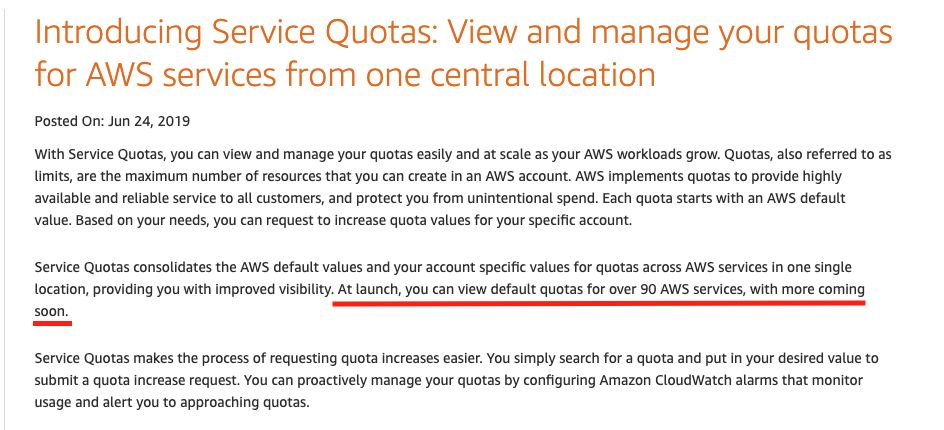 Introducing Service Quotas: View and manage your quotas
for AWS services from one central location
Posted On: Jun 24, 2019
With Service Quotas, you can view and manage your quotas easily and at scale as your AWS workloads grow. Quotas, also referred to as
limits, are the maximum number of resources that you can create in an AWS account. AWS implements quotas to provide highly
available and reliable service to all customers, and protect you from unintentional spend. Each quota starts with an AWS default
value. Based on your needs, you can request to increase quota values for your specific account.
Service Quotas consolidates the AWS default values and your account specific values for quotas across AWS services in one single
location, providing you with improved visibility. At launch, you can view default quotas for over 90 AWS services, with more coming
soon.
Service Quotas makes the process of requesting quota increases easier. You simply search for a quota and put in your desired value to
submit a quota increase request. You can proactively manage your quotas by configuring Amazon CloudWatch alarms that monitor
usage and alert you to approaching quotas.